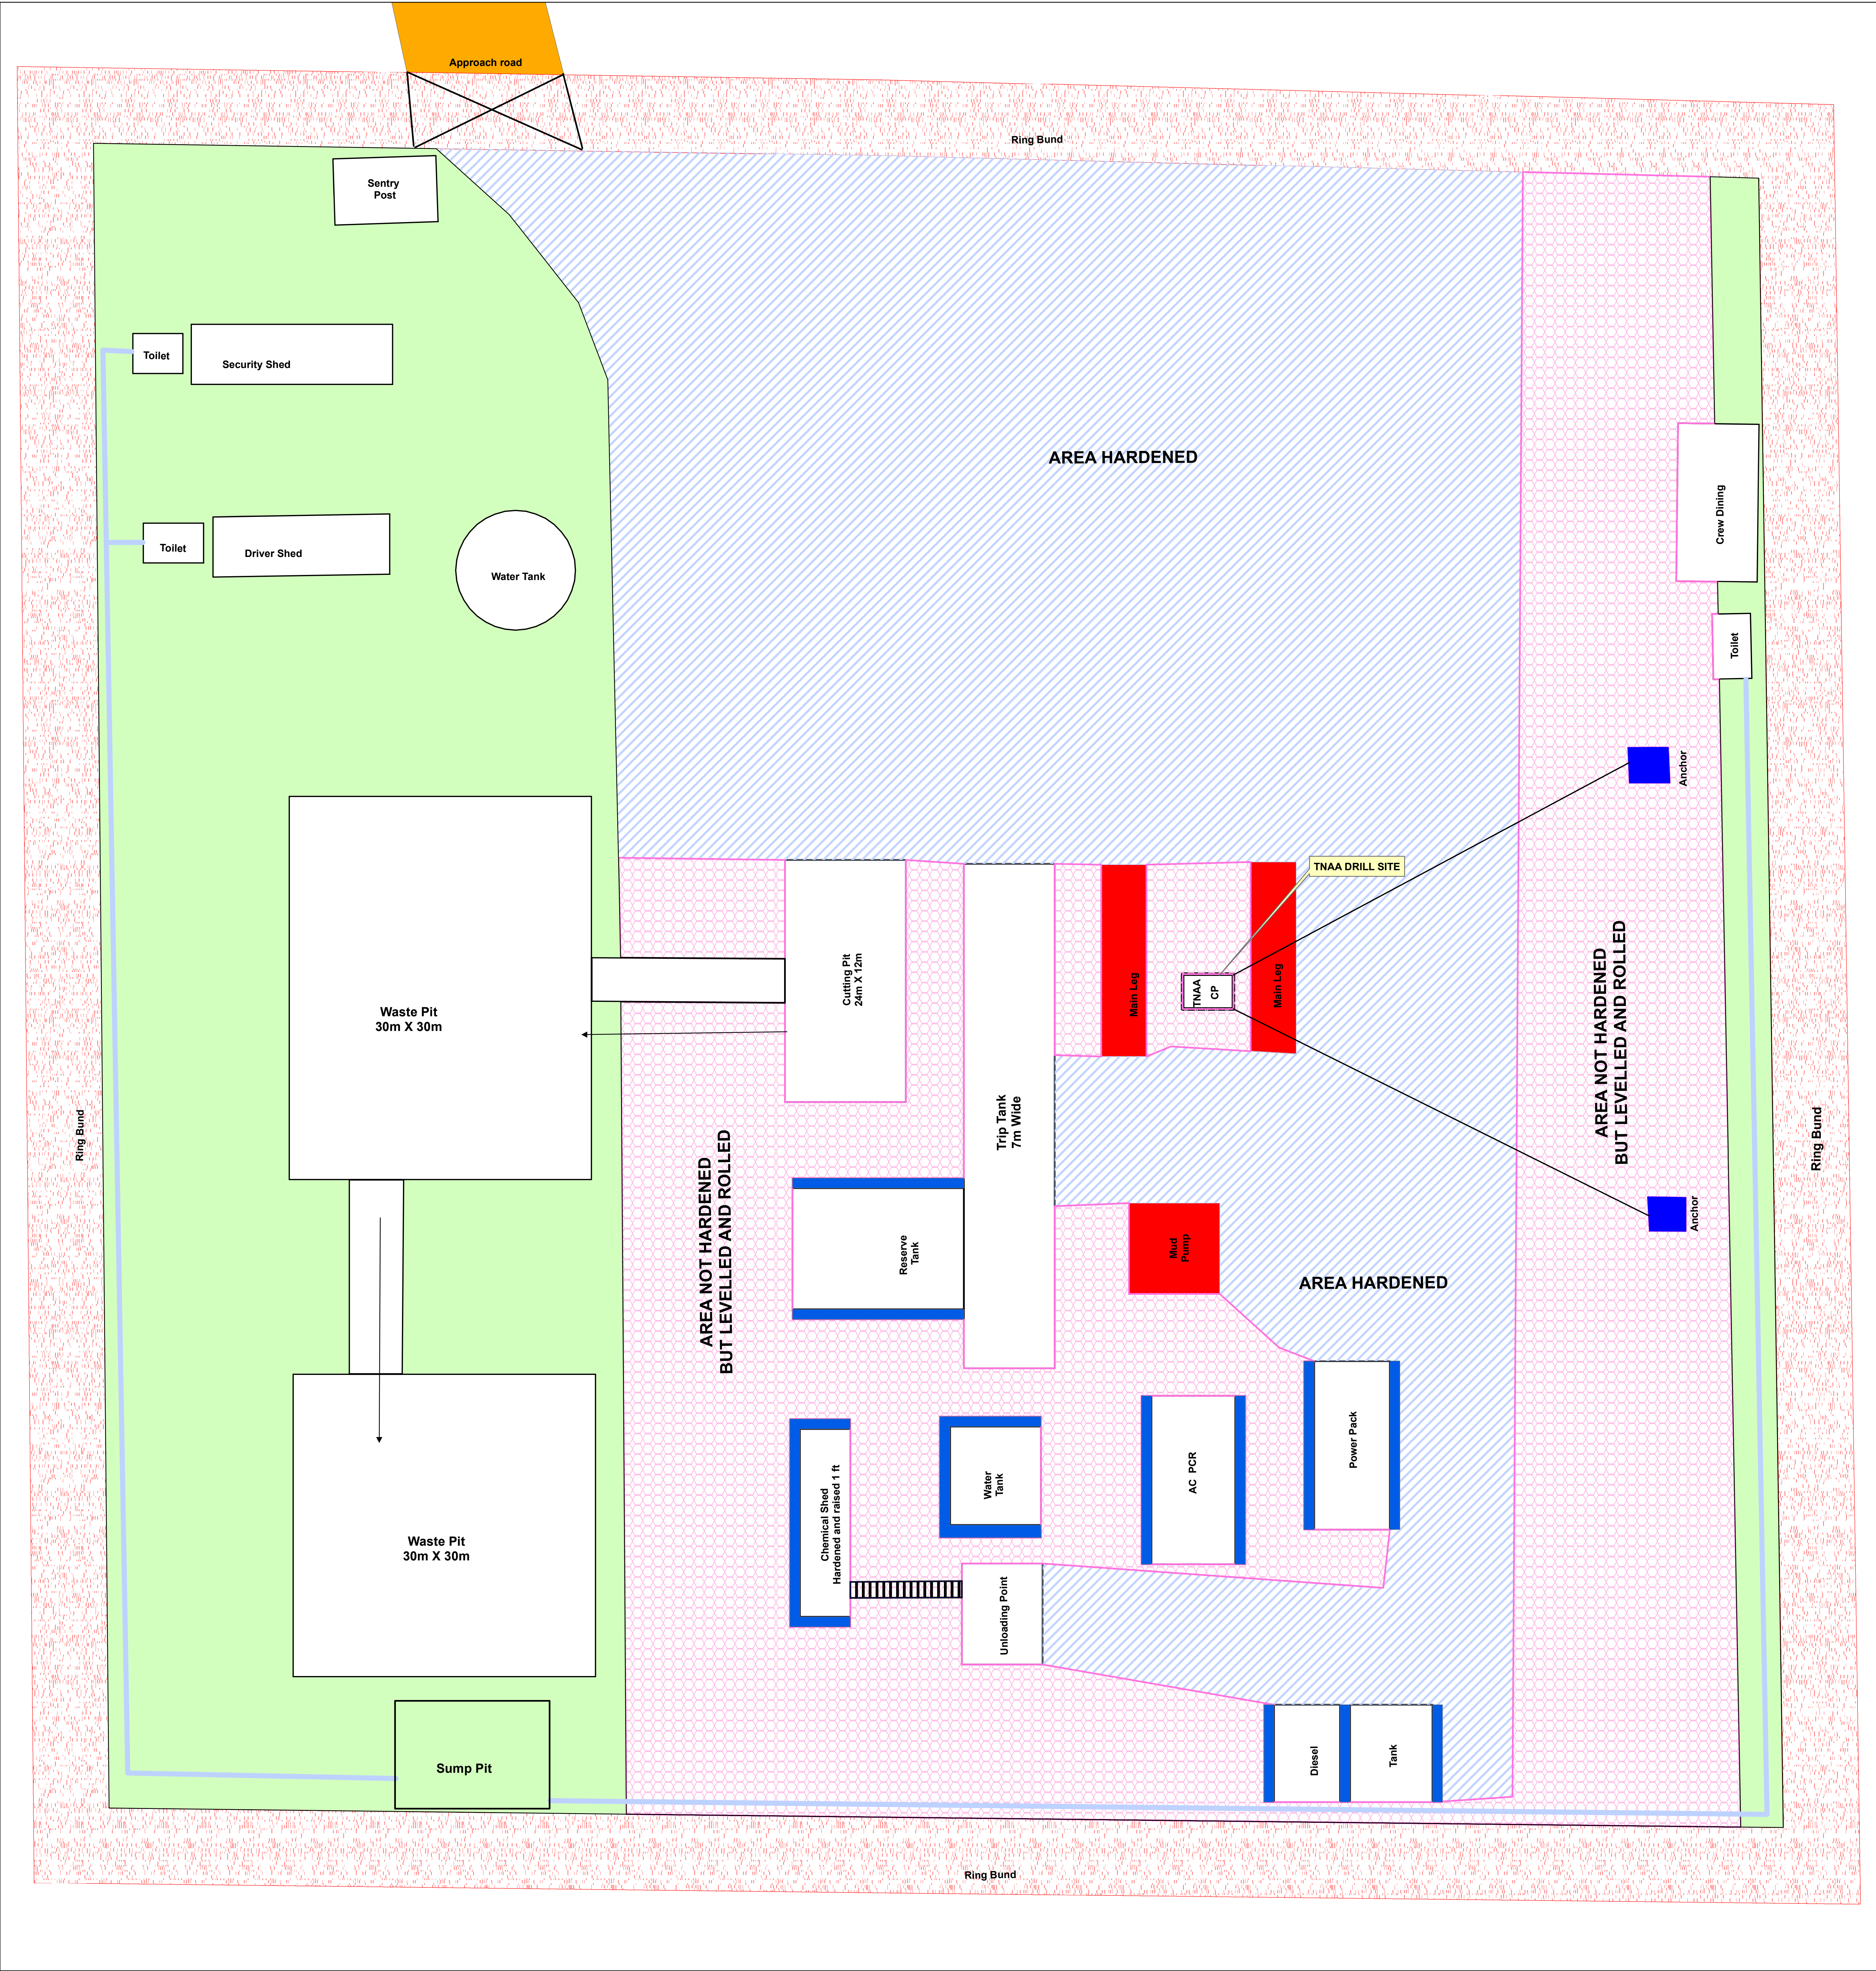 Approach road
Ring Bund
Sentry
Post
Toilet
Security Shed
AREA HARDENED
Crew Dining
Toilet
Driver Shed
Water Tank
Toilet
Anchor
TNAA DRILL SITE
Cutting Pit
24m X 12m
Main Leg
TNAA
CP
Main Leg
Waste Pit
30m X 30m
AREA NOT HARDENED
BUT LEVELLED AND ROLLED
Ring Bund
Trip Tank
7m Wide
Ring Bund
AREA NOT HARDENED
BUT LEVELLED AND ROLLED
Reserve
Tank
Mud
Pump
Anchor
AREA HARDENED
Power Pack
AC PCR
Water
Tank
Chemical Shed
Hardened and raised 1 ft
Waste Pit
30m X 30m
Unloading Point
Sump Pit
Diesel
Tank
Ring Bund